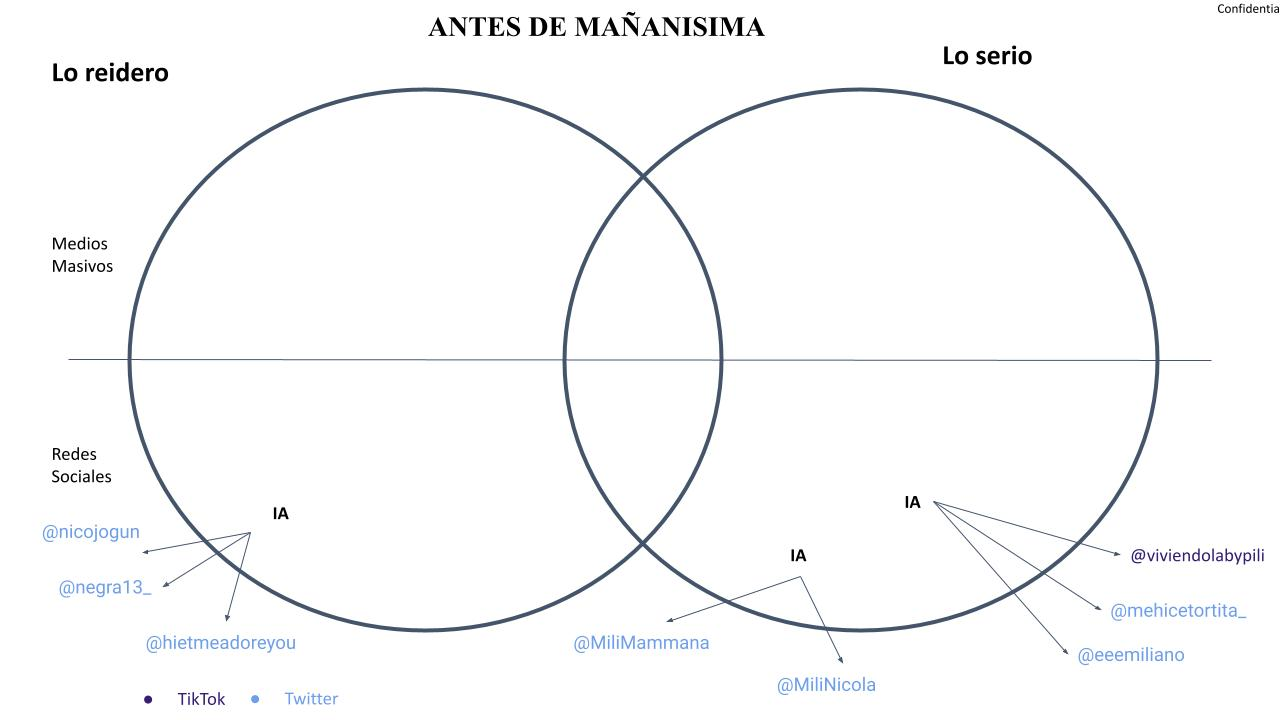 Confidentia
ANTES DE MAÑANISIMA
Lo reidero
Lo serio
Medios
Masivos
Redes
Sociales
IA
@nicojogun
@negra13_
@hietmeadoreyou
IA
@MiliMammana
@MiliNicola
IA
@viviendolabypili
@mehicetortita_
@eeemiliano
TikTok
Twitter